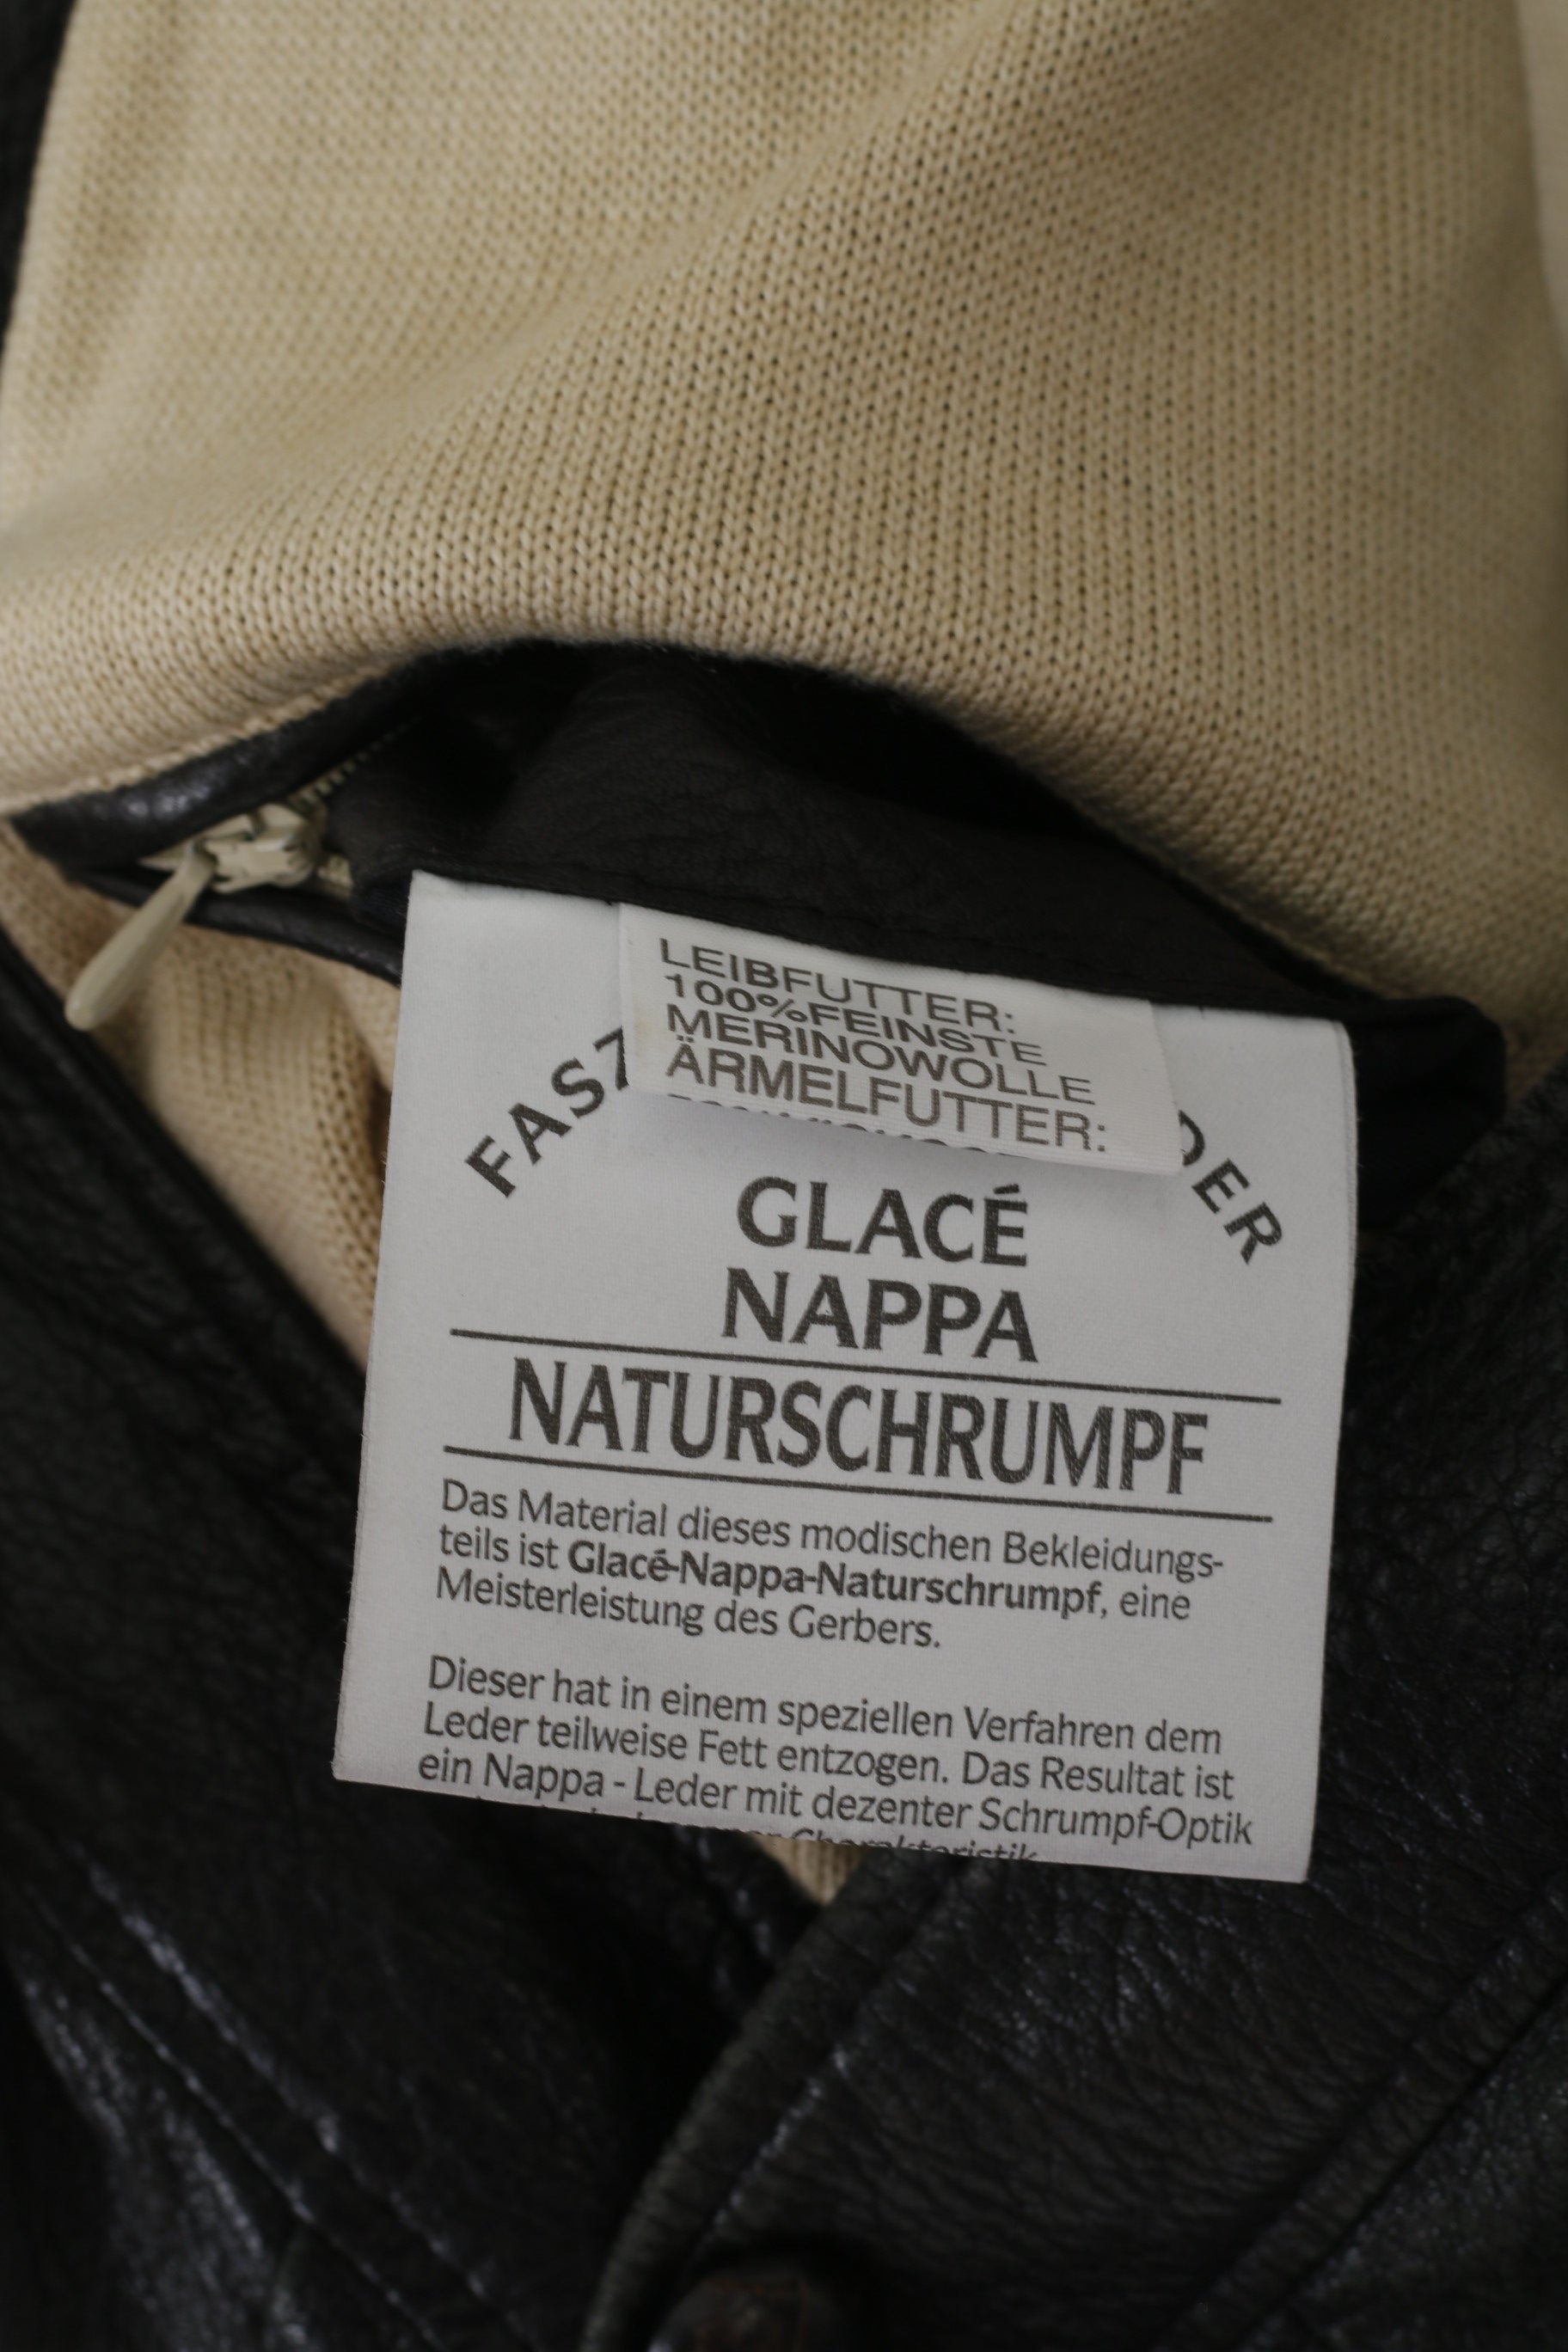 LEIBFUTTER:
100%FEINSTE
MERINOWOLLE
ÄRMELFUTTER:
GLACÉ
NAPPA
NATURSCHRUMPF
Das Material dieses modischen Bekleidungs-
teils ist Glacé-Nappa-Naturschrumpf, eine
Meisterleistung des Gerbers.
Dieser hat in einem speziellen Verfahren dem
Leder teilweise Fett entzogen. Das Resultat ist
ein Nappa - Leder mit dezenter Schrumpf-Optik
Charakteristik